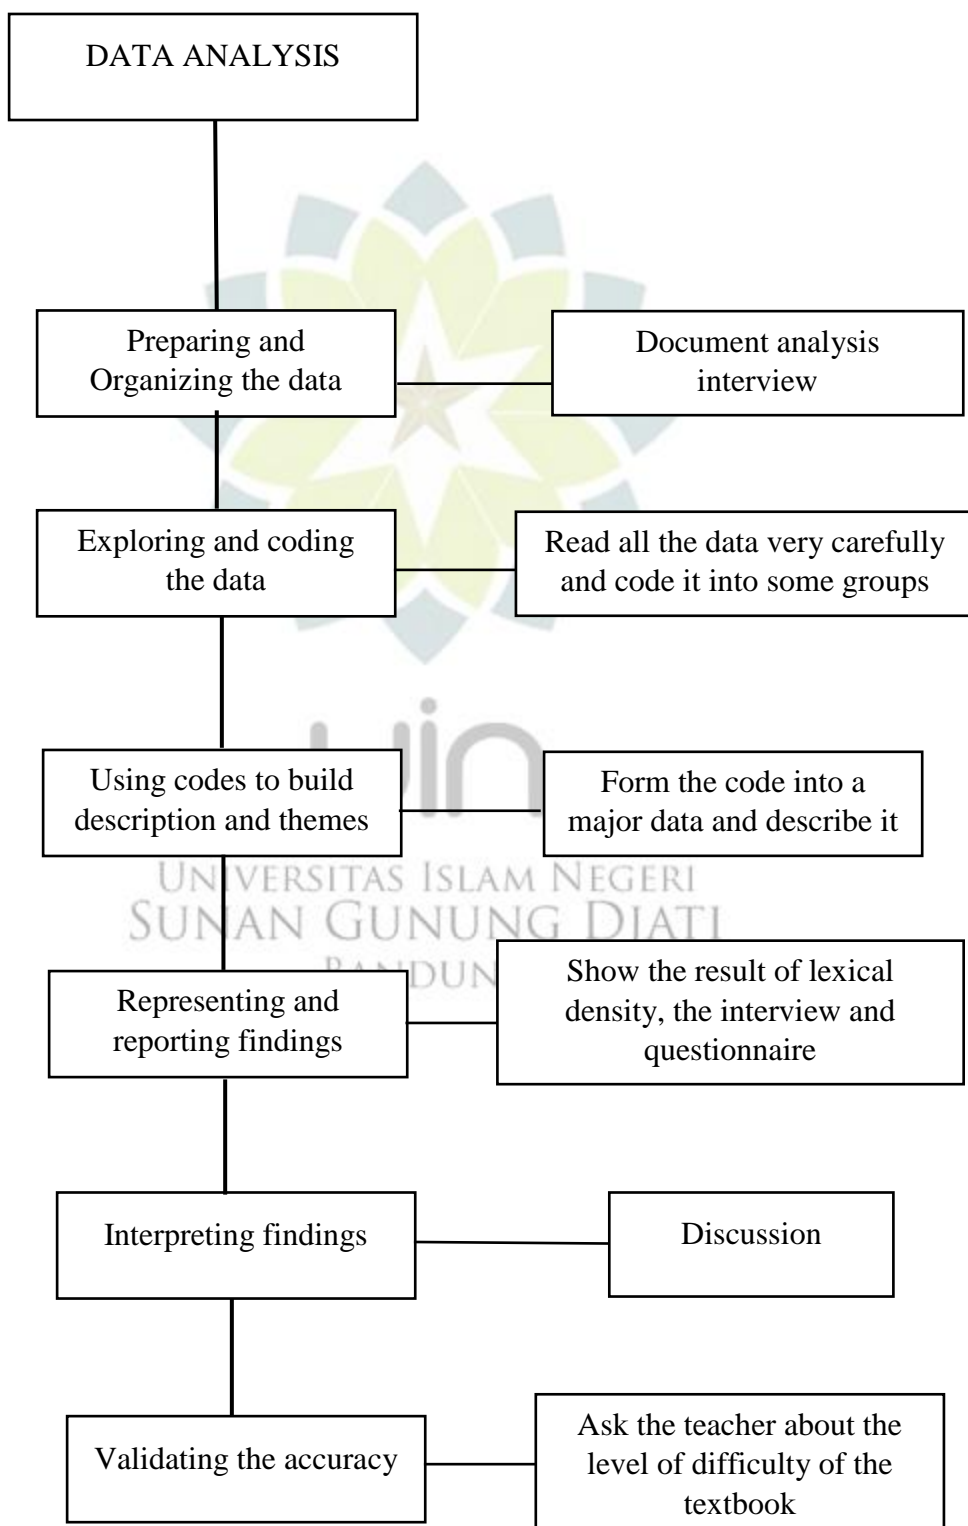 DATA ANALYSIS
Preparing and
Organizing the data
Document analysis
interview
Exploring and coding
the data
Read all the data very carefully
and code it into some groups
uin
Using codes to build
description and themes
Form the code into a
major data and describe it
UNIVERSITAS ISLAM NEGERI
SUNAN GUNUNG DJATI
Representing and
reporting findings
Show the result of lexical
density, the interview and
questionnaire
Interpreting findings
Discussion
Validating the accuracy
Ask the teacher about the
level of difficulty of the
textbook